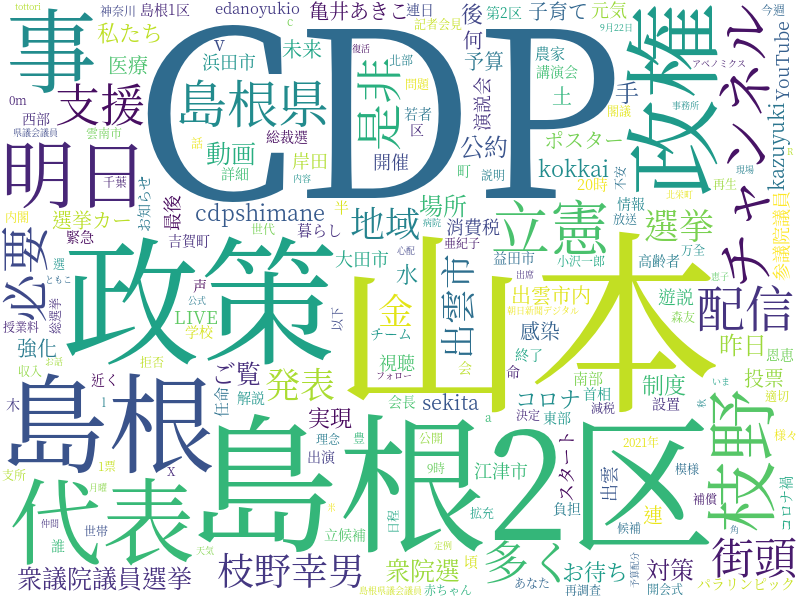 神奈川 島根1区 edanoyukio 亀井あきこ 連日 c 第2区 子育て 元気 今週
tottori 記者会見 9月22日
事 私たち V 浜田市 未来 復活 北部 後 何 予算 農家 講演会 政権 アベノミクス
CDP
医療 島根県 是非 問題 若者 区 演説会 土 手 開議 チャンネル YouTube
0m 支援 西部 県議会議員 雲南市 話 総裁選 公約 ポスター 事務所
動画 詳細 岸田 内容 開催 町 説明 kokkai 20時 不安 再生 現場 R kazuyuki
明日 千葉 お知らせ 最後 半 場所 情報 放送 北栄町
内閣 選挙カー cdpshimane 世代 地域 病院 消費税 立憲 選挙 参議院議員
必要 緊急 選 吉賀町 暮らし 心配 亜紀子 益田市 小沢一郎 高齢者 万全
ともこ 総選挙 声 公式 大田市 水 出雲市 出席 恵子
政策 山本 配信
授業料 LIVE 学校 以下 チーム 金 出雲市内 朝日新聞デジタル 遊説 森友
強化 お話 収入 拒否 ご覧 視聴 会 感染 終了 命 南部 昨日 恩恵
近く 任命 解説 発表 フォロー 首相 制度 いま 投票 適切
木 l 会長 sekita コロナ 決定 減税 設置 秋 様々
島根 実現 理念 豊 a 東部 2021年 枝野
島根2区
公開 スタート 出雲 模様 補償 コロナ禍
支所 1票 X 出演 9時 江津市 負担 連 角
代表 月曜 仲間 世帯 誰 天気 立候補 日程 拡充 米 定例 多く 候補 予算配分 街頭
衆議院議員選挙 枝野幸男 衆院選 頃 お待ち 対策
島根県議会議員 赤ちゃん あなた 再調査 開会式 パラリンピック